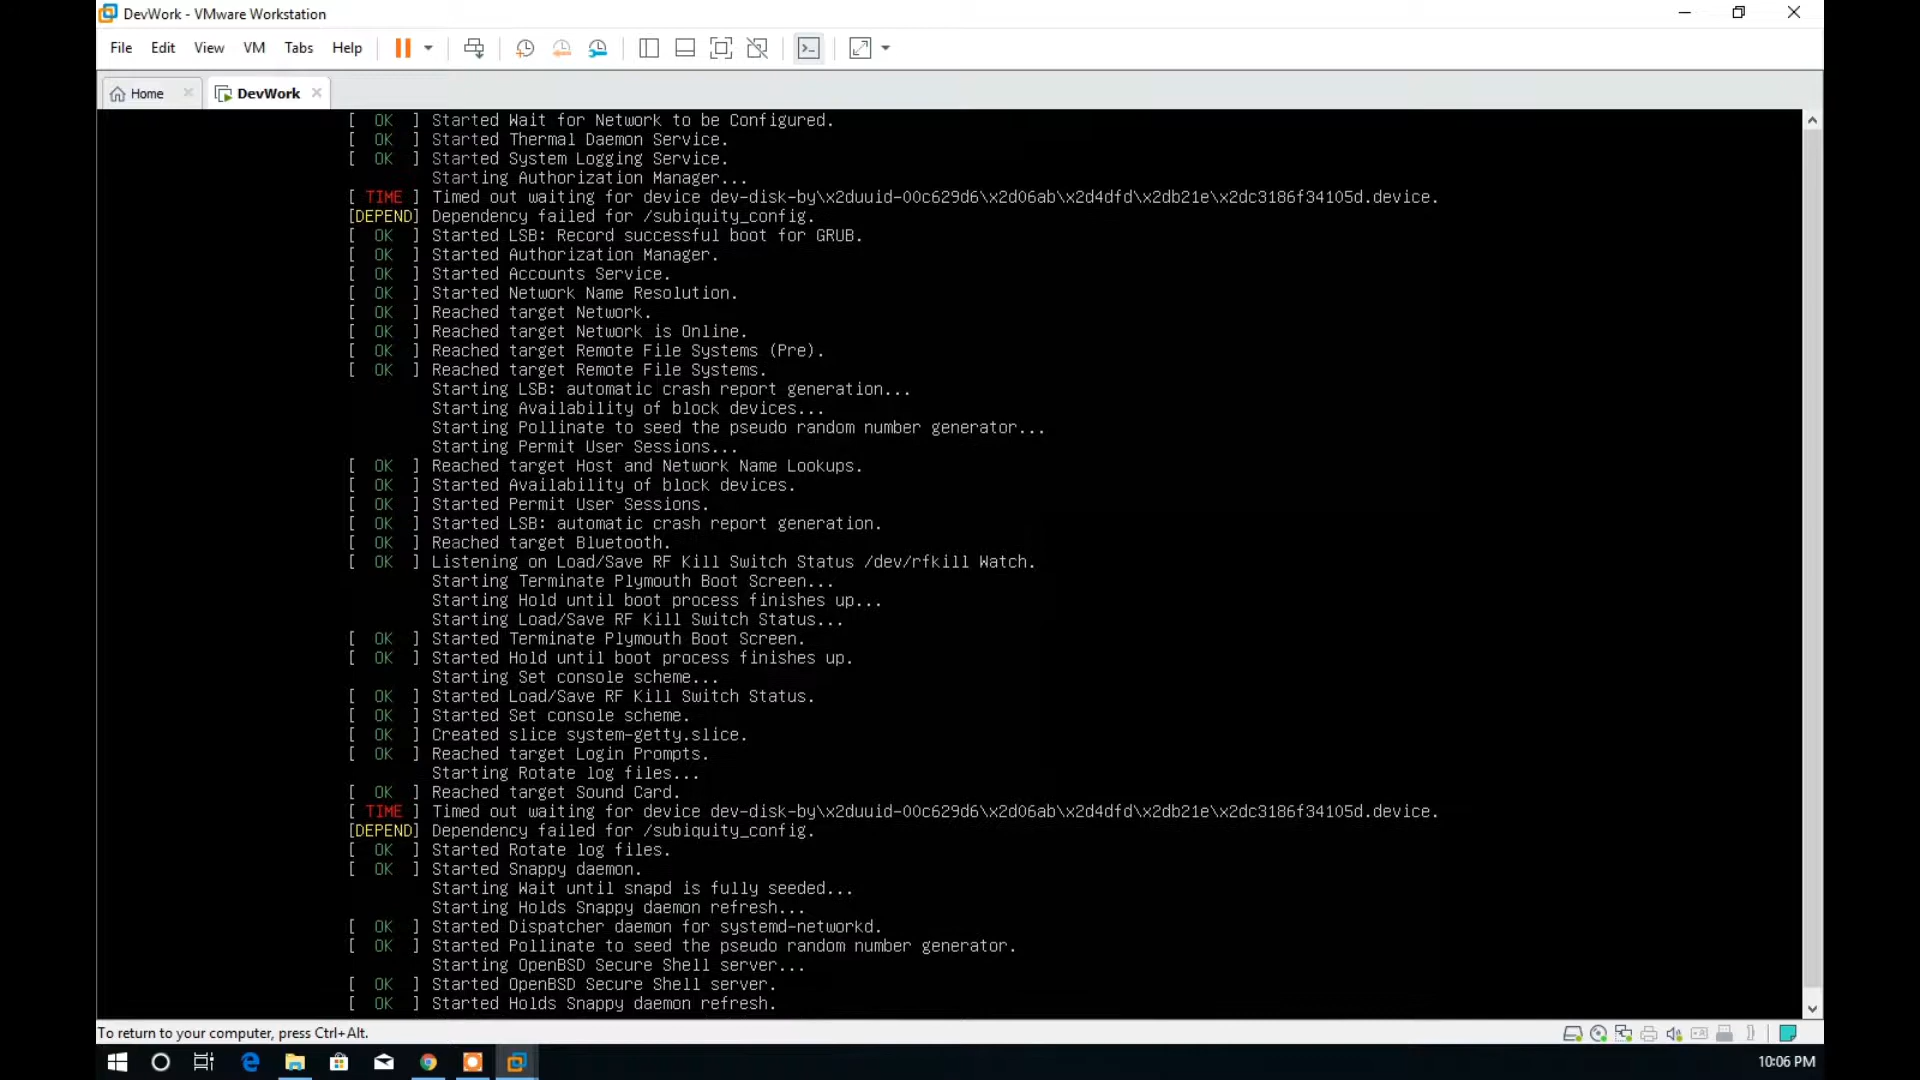 DevWork - VMware Workstation
File Edit View VM Tabs Help
Home DevWork
[  OK  ] Started Wait for Network to be Configured.
[  OK  ] Started Thermal Daemon Service.
[  OK  ] Started System Logging Service.
Starting Authorization Manager...
[ TIME ] Timed out waiting for device dev-disk-by\x2duuid-00c629d6\x2d06ab\x2d4dfd\x2db21e\x2dc3186f34105d.device.
[DEPEND] Dependency failed for /subiquity_config.
[  OK  ] Started LSB: Record successful boot for GRUB.
[  OK  ] Started Authorization Manager.
[  OK  ] Started Accounts Service.
[  OK  ] Started Network Name Resolution.
[  OK  ] Reached target Network.
[  OK  ] Reached target Network is Online.
[  OK  ] Reached target Remote File Systems (Pre).
[  OK  ] Reached target Remote File Systems.
Starting LSB: automatic crash report generation...
Starting Availability of block devices...
Starting Pollinate to seed the pseudo random number generator...
Starting Permit User Sessions...
[  OK  ] Reached target Host and Network Name Lookups.
[  OK  ] Started Availability of block devices.
[  OK  ] Started Permit User Sessions.
[  OK  ] Started LSB: automatic crash report generation.
[  OK  ] Reached target Bluetooth.
[  OK  ] Listening on Load/Save RF Kill Switch Status /dev/rfkill Watch.
Starting Terminate Plymouth Boot Screen...
Starting Hold until boot process finishes up...
Starting Load/Save RF Kill Switch Status...
[  OK  ] Started Terminate Plymouth Boot Screen.
[  OK  ] Started Hold until boot process finishes up.
Starting Set console scheme...
[  OK  ] Started Load/Save RF Kill Switch Status.
[  OK  ] Started Set console scheme.
[  OK  ] Created slice system-getty.slice.
[  OK  ] Reached target Login Prompts.
Starting Rotate log files...
[  OK  ] Reached target Sound Card.
[ TIME ] Timed out waiting for device dev-disk-by\x2duuid-00c629d6\x2d06ab\x2d4dfd\x2db21e\x2dc3186f34105d.device.
[DEPEND] Dependency failed for /subiquity_config.
[  OK  ] Started Rotate log files.
[  OK  ] Started Snappy daemon.
Starting Wait until snapd is fully seeded...
Starting Holds Snappy daemon refresh...
[  OK  ] Started Dispatcher daemon for systemd-networkd.
[  OK  ] Started Pollinate to seed the pseudo random number generator.
Starting OpenBSD Secure Shell server...
[  OK  ] Started OpenBSD Secure Shell server.
[  OK  ] Started Holds Snappy daemon refresh.
To return to your computer, press Ctrl+Alt.
10:06 PM